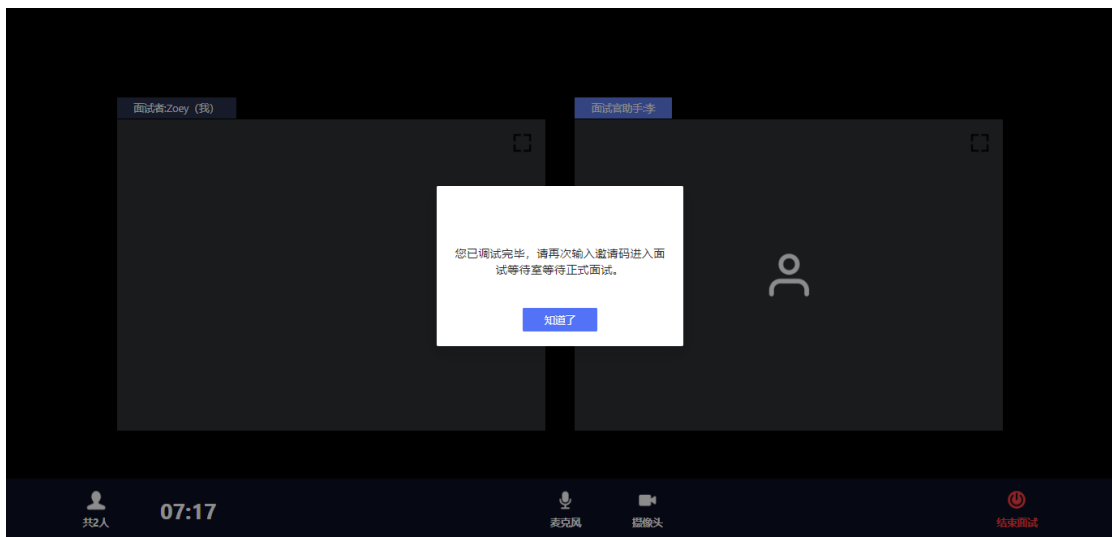 面试者:Zoey（我）
面试官助手:李
您已调试完毕，请再次输入邀请码进入面
试等待室等待正式面试。
知道了
共2人
07:17
麦克风
摄像头
结束面试